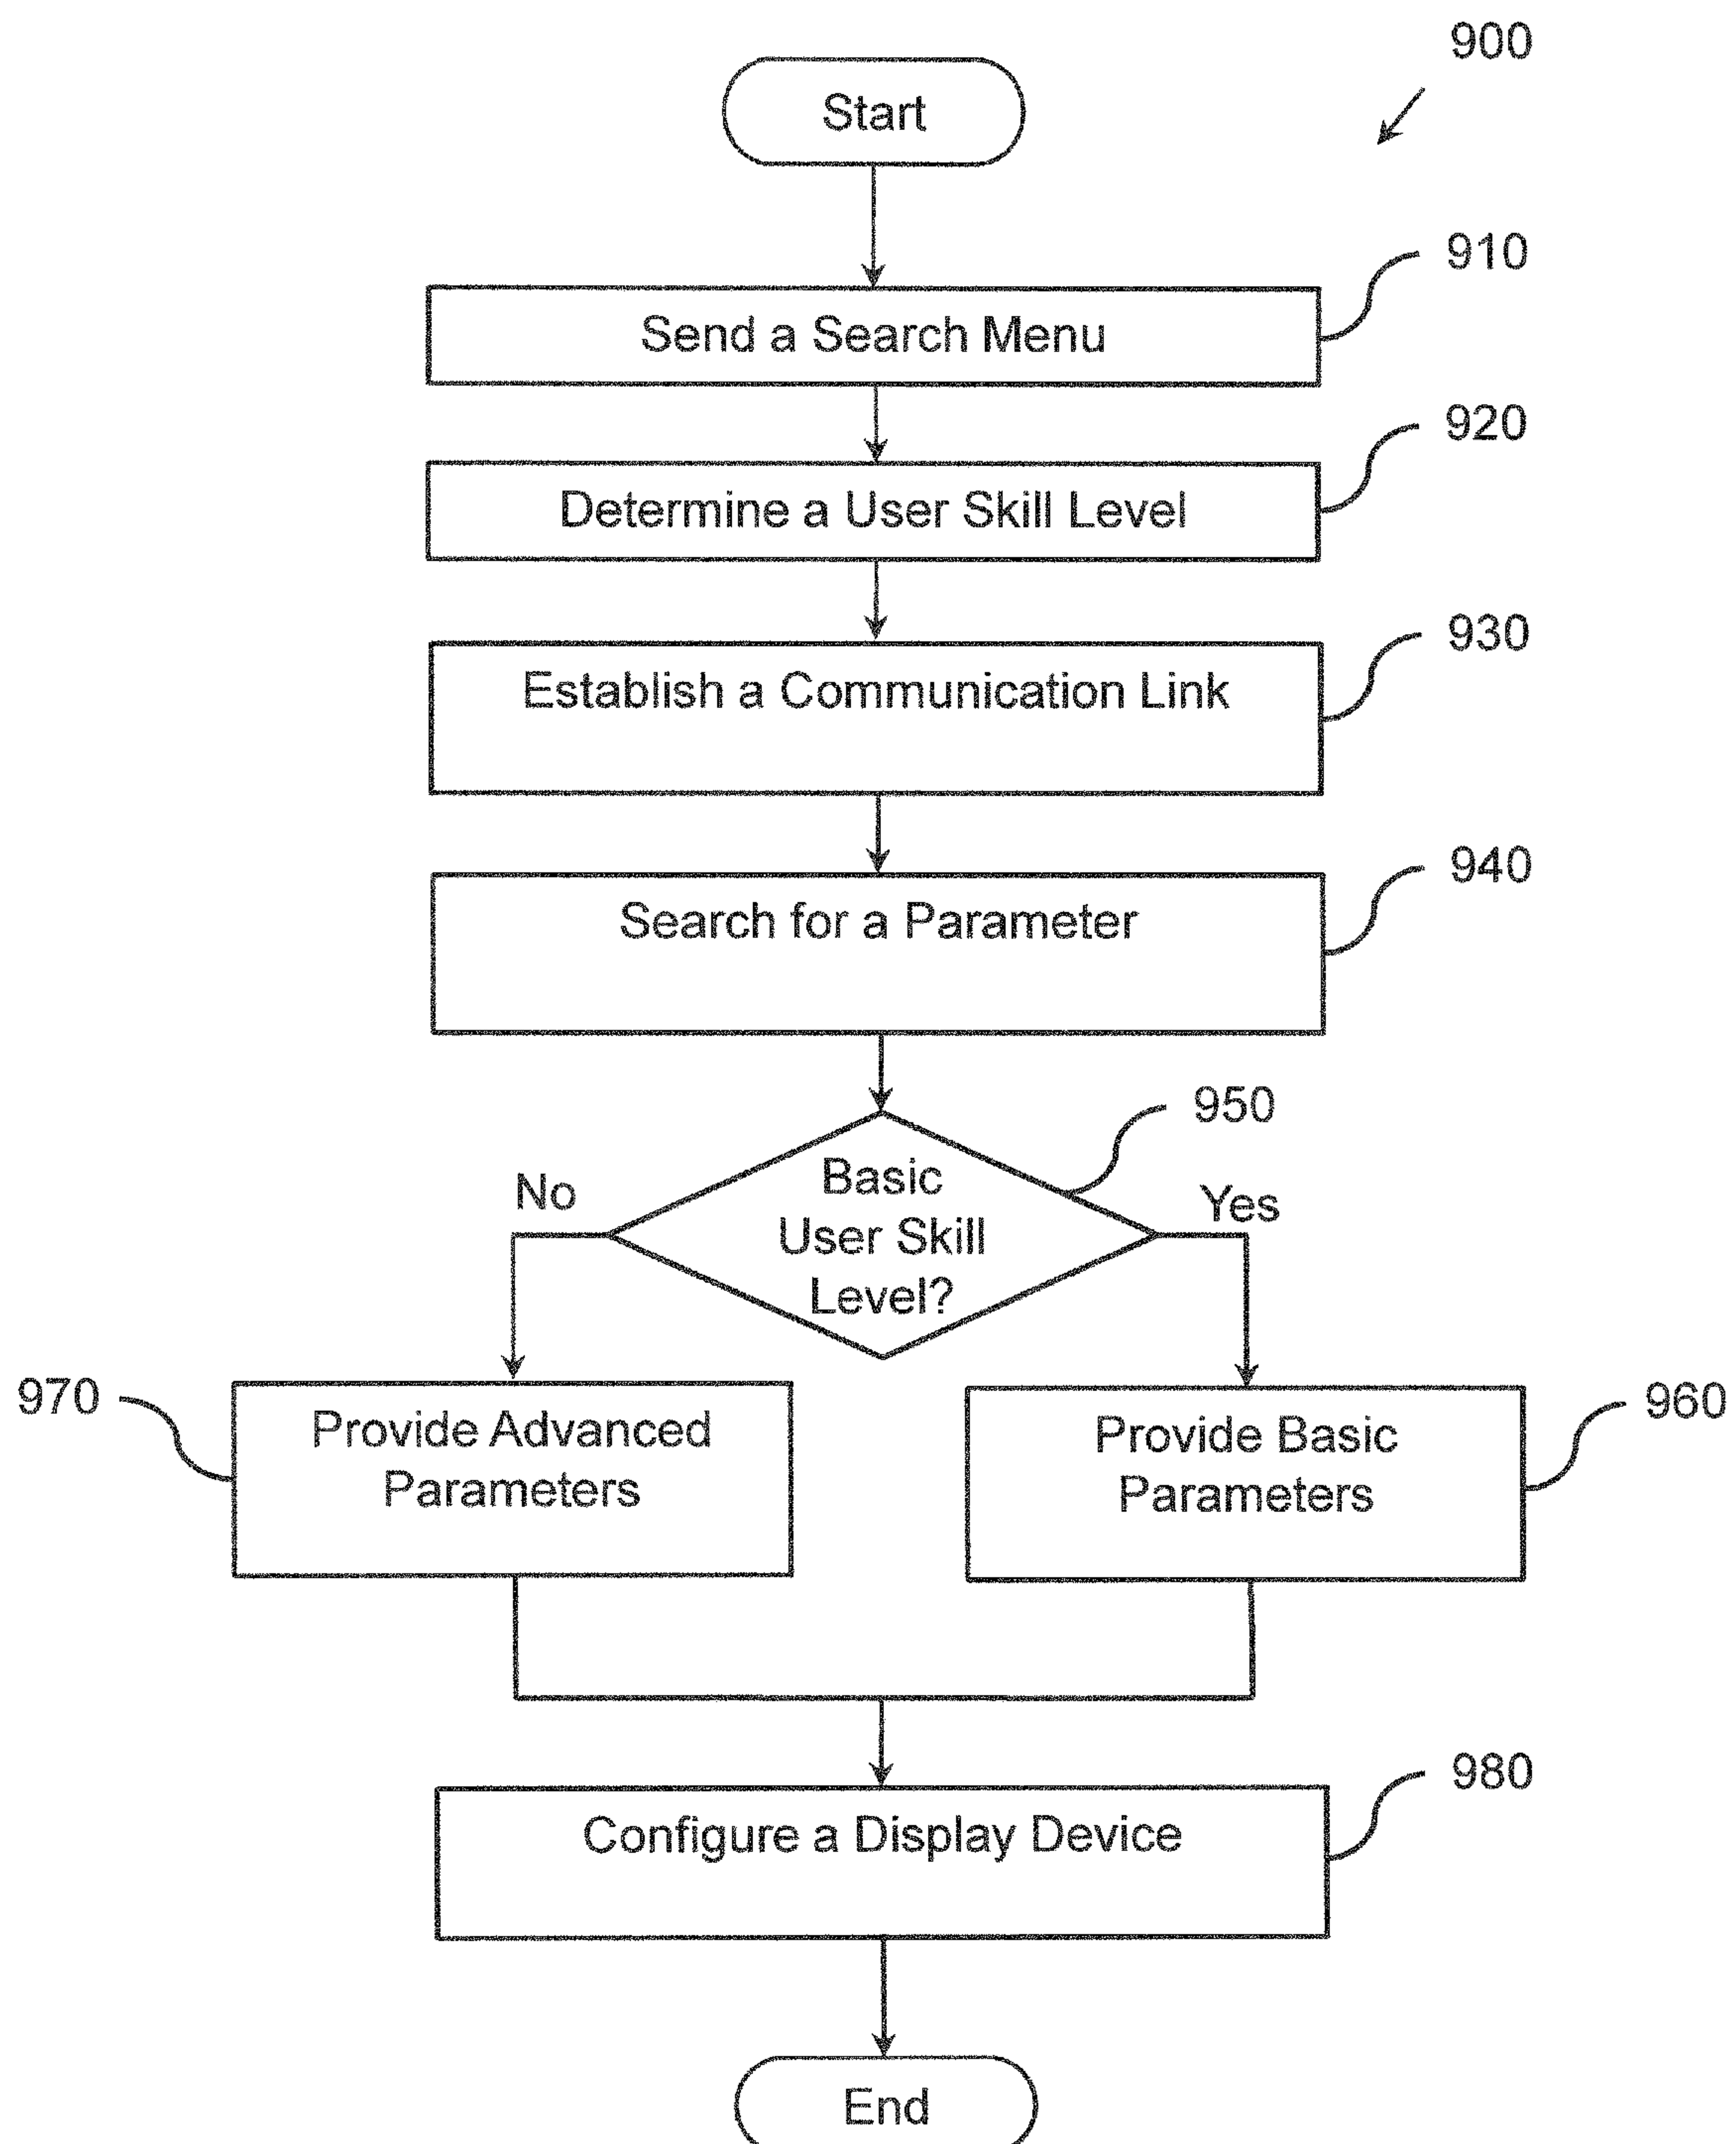 900
Start
910
Send a Search Menu
920
Determine a User Skill Level
930
Establish a Communication Link
940
Search for a Parameter
950
No
Basic
Yes
User Skill
Level?
970
Provide Advanced
Parameters
960
Provide Basic
Parameters
980
Configure a Display Device
End